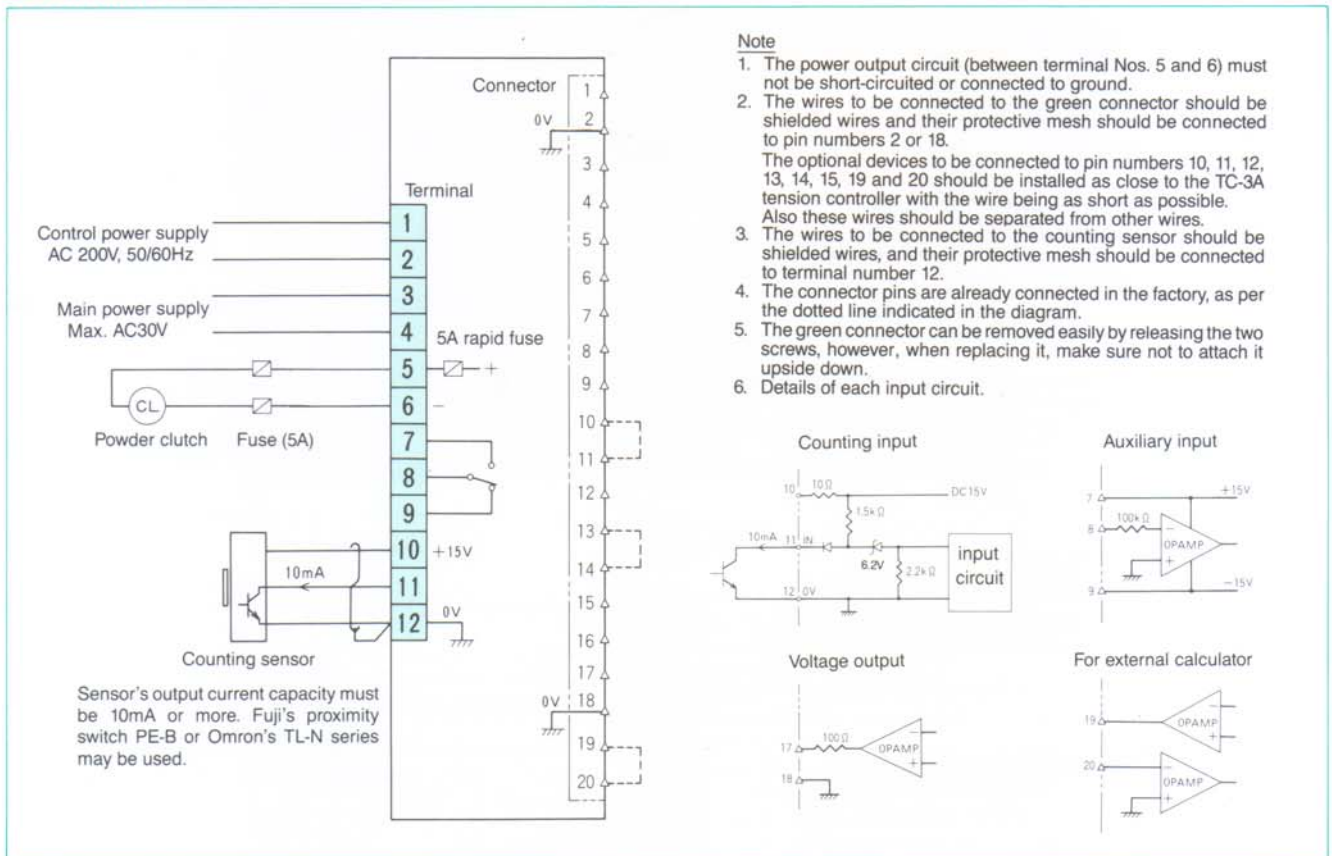 Connector
1
0V
2
3
4
5
6
7
8
9
10
11
12
13
14
15
16
17
0V
18
19
20
Terminal
1
2
3
4
5
6
7
8
9
10
11
12
Control power supply
AC 200V, 50/60Hz
Main power supply
Max. AC30V
5A rapid fuse
+
−
CL
Powder clutch
Fuse (5A)
+15V
10mA
0V
Counting sensor
Sensor's output current capacity must
be 10mA or more. Fuji's proximity
switch PE-B or Omron's TL-N series
may be used.
Note
1. The power output circuit (between terminal Nos. 5 and 6) must
not be short-circuited or connected to ground.
2. The wires to be connected to the green connector should be
shielded wires and their protective mesh should be connected
to pin numbers 2 or 18.
The optional devices to be connected to pin numbers 10, 11, 12,
13, 14, 15, 19 and 20 should be installed as close to the TC-3A
tension controller with the wire being as short as possible.
Also these wires should be separated from other wires.
3. The wires to be connected to the counting sensor should be
shielded wires, and their protective mesh should be connected
to terminal number 12.
4. The connector pins are already connected in the factory, as per
the dotted line indicated in the diagram.
5. The green connector can be removed easily by releasing the two
screws, however, when replacing it, make sure not to attach it
upside down.
6. Details of each input circuit.
Counting input
10
10Ω
DC15V
1.5kΩ
10mA
11
IN
6.2V
2.2kΩ
12
0V
input
circuit
Auxiliary input
7
+15V
8
100kΩ
−
OPAMP
+
9
−15V
Voltage output
17
100Ω
OPAMP
−
+
18
For external calculator
19
OPAMP
−
+
20
−
OPAMP
+